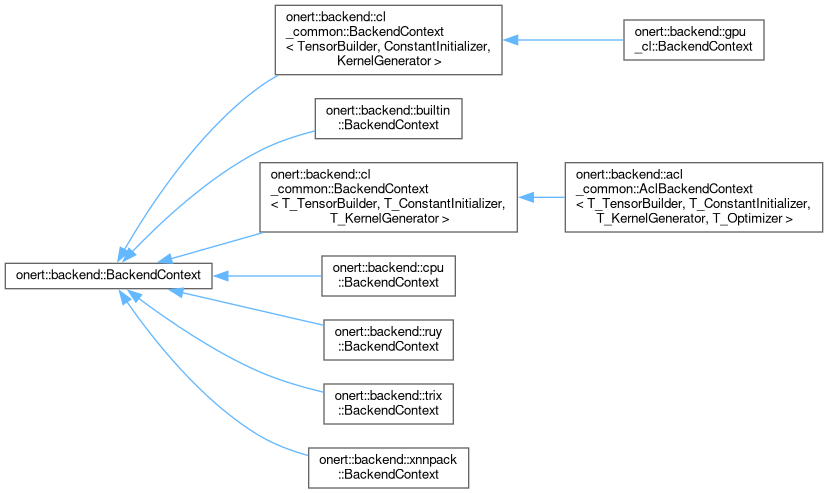 onert::backend::cl
_common::BackendContext
< TensorBuilder, ConstantInitializer,
KernelGenerator >
onert::backend::gpu
_cl::BackendContext
onert::backend::builtin
::BackendContext
onert::backend::cl
_common::BackendContext
< T_TensorBuilder, T_ConstantInitializer,
T_KernelGenerator >
onert::backend::acl
_common::AclBackendContext
< T_TensorBuilder, T_ConstantInitializer,
T_KernelGenerator, T_Optimizer >
onert::backend::BackendContext
onert::backend::cpu
::BackendContext
onert::backend::ruy
::BackendContext
onert::backend::trix
::BackendContext
onert::backend::xnnpack
::BackendContext